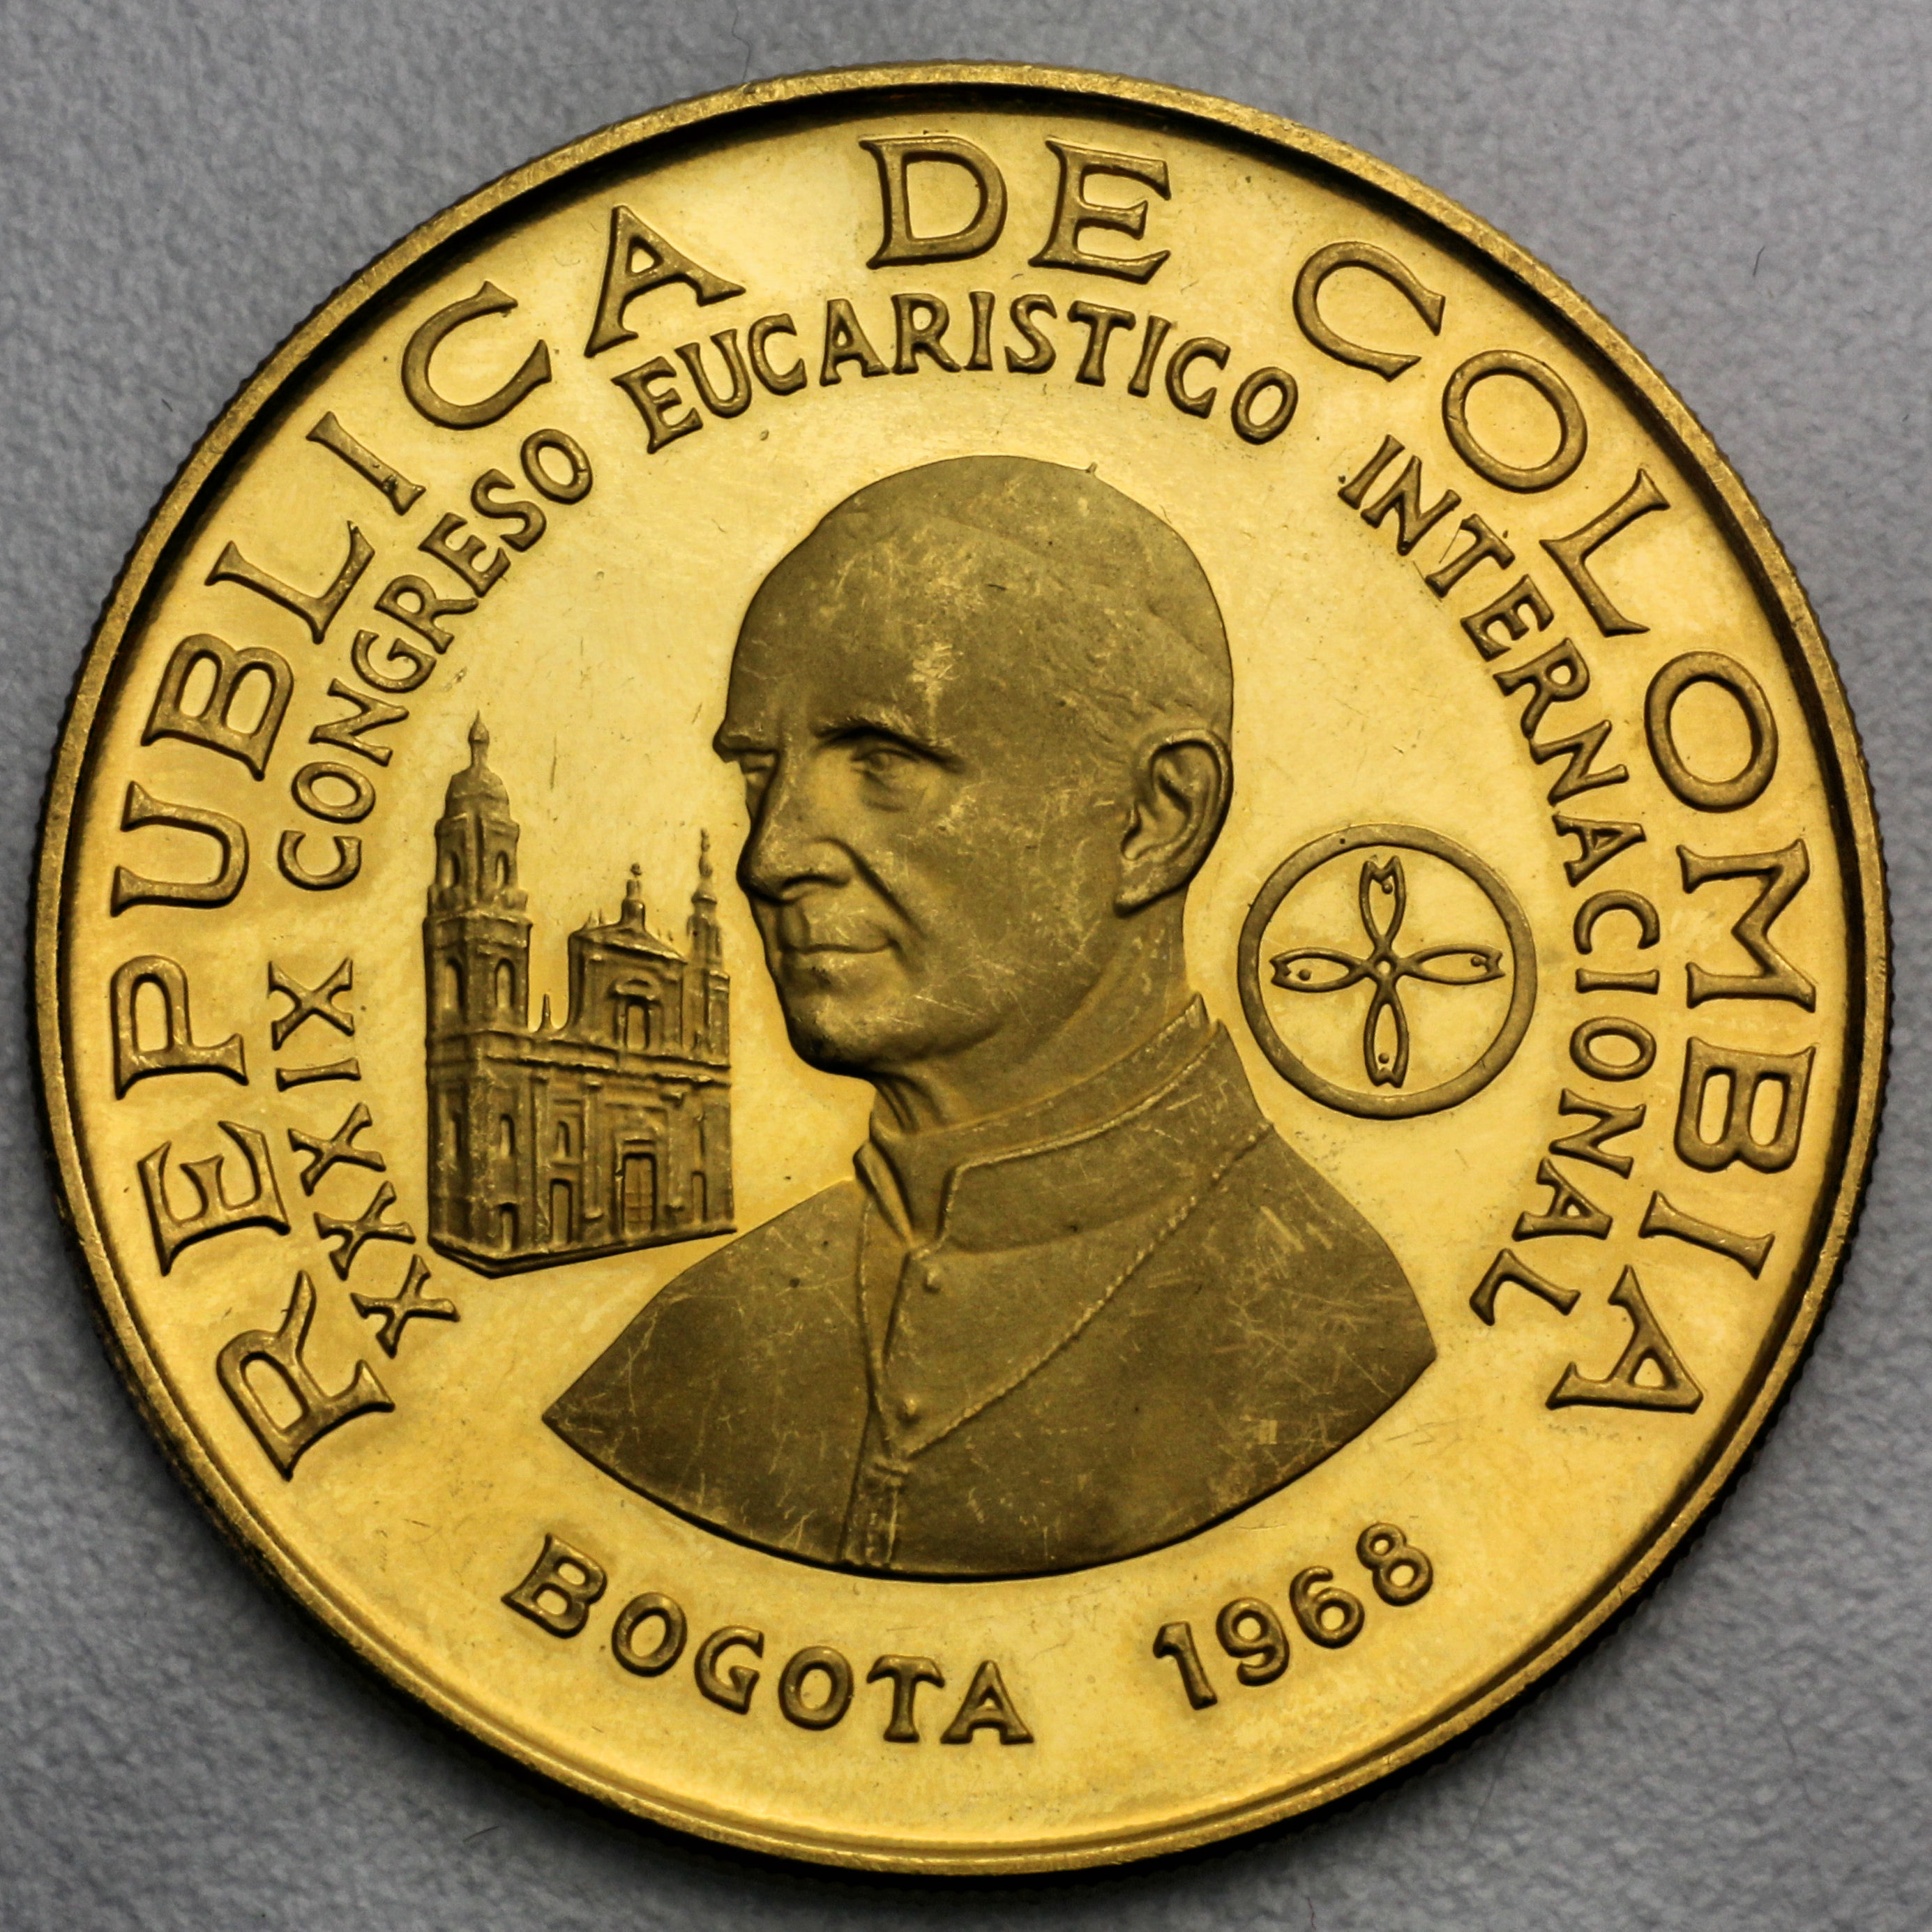 REPUBLICA DE COLOMBIA
XXXIX CONGRESO EUCARISTICO INTERNACIONAL
BOGOTA 1968